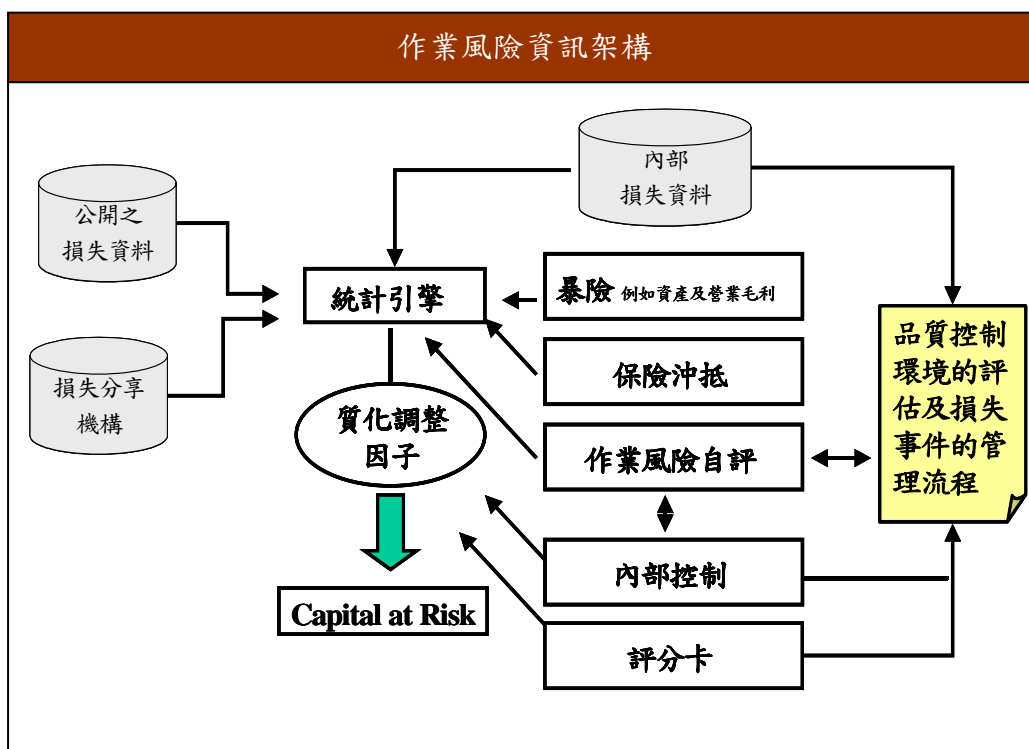 作業風險資訊架構
內部
損失資料
公開之
損失資料
統計引擎
暴險 例如資產及營業毛利
保險沖抵
品質控制
環境的評
估及損失
事件的管
理流程
損失分享
機構
質化調整
因子
作業風險自評
內部控制
Capital at Risk
評分卡